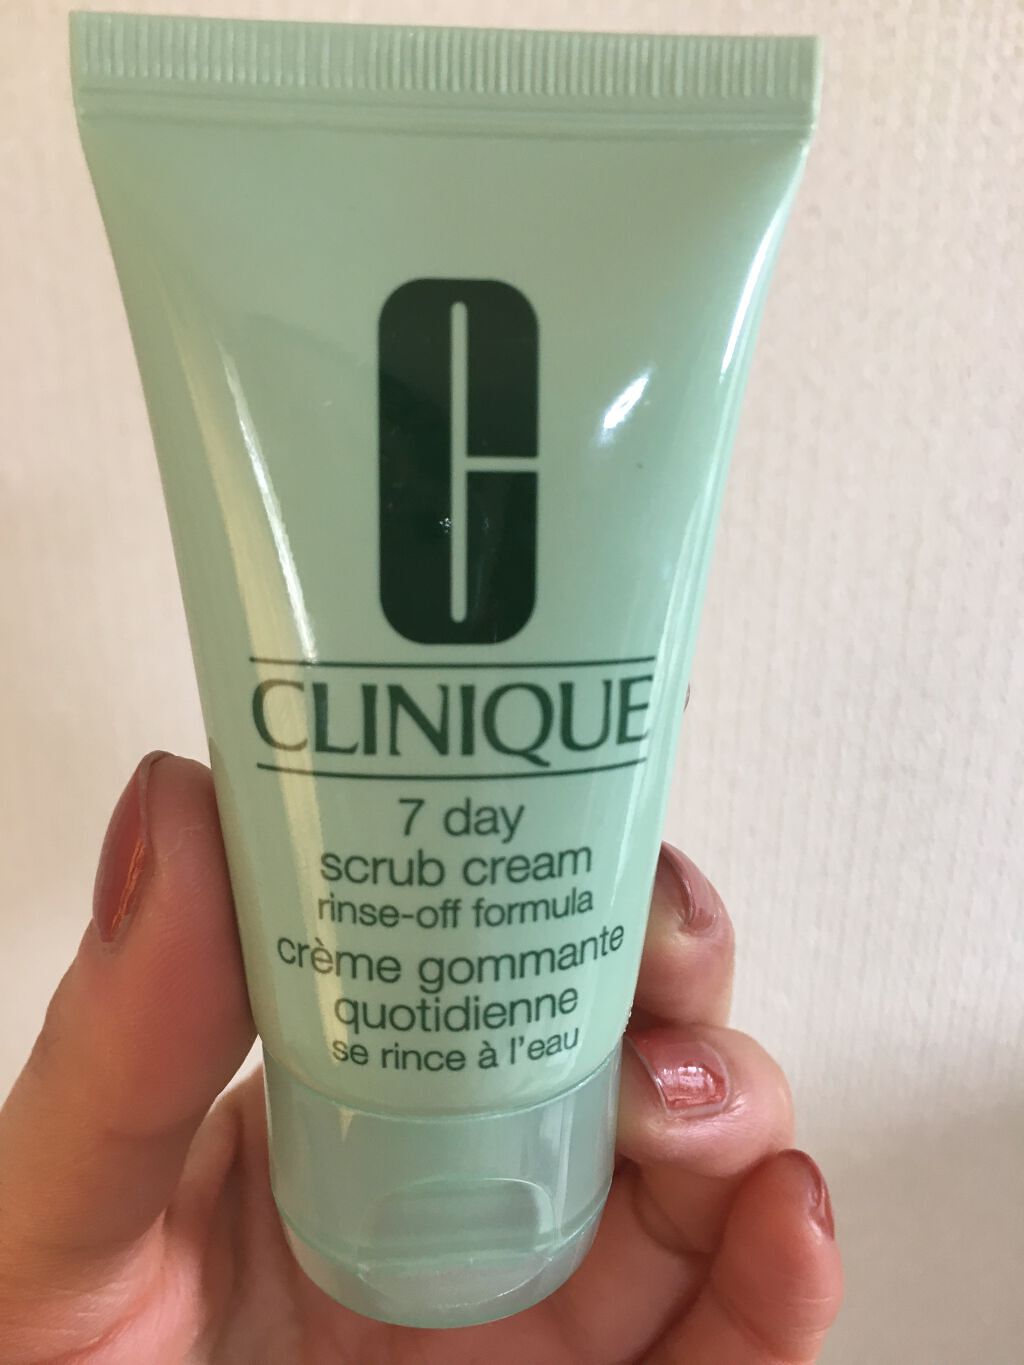 C
CLINIQUE
7 day
scrub cream
rinse-off formula
crème gommante
quotidienne
se rince à l'eau